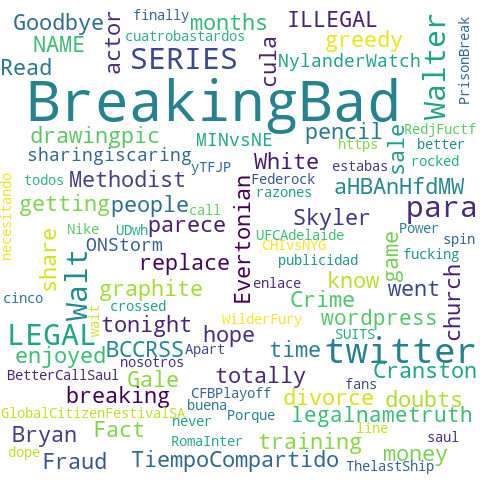 Goodbye finally months ILLEGAL
NAME actor cuatrobastardos greedy Walter PrisonBreak
Read SERIES cula NylanderWatch
BreakingBad
drawingpic MINvsNE pencil sale https RedjFuctf better
sharingiscaring yTFJP White estabas rocked
todos Methodist Federock razones aHBAnHfdMW
necesitando getting people Evertonian Skyler para
Nike UDwh call parece UFCAdelaide game Power spin
share Walt ONStorm CHIvsNYG publicidad fucking
replace enlace know went church
cinco graphite Crime
wait crossed WilderFury wordpress
LEGAL tonight hope SUITS twitter
enjoyed BCCRSS Apart time Cranston
BetterCallSaul nosotros totally fans
breaking Gale CFBPlayoff divorce doubts
GlobalCitizenFestivalSA buena Porque legalnametruth
Bryan Fact never RomaInter training line saul
dope Fraud TiempoCompartido money
ThelastShip